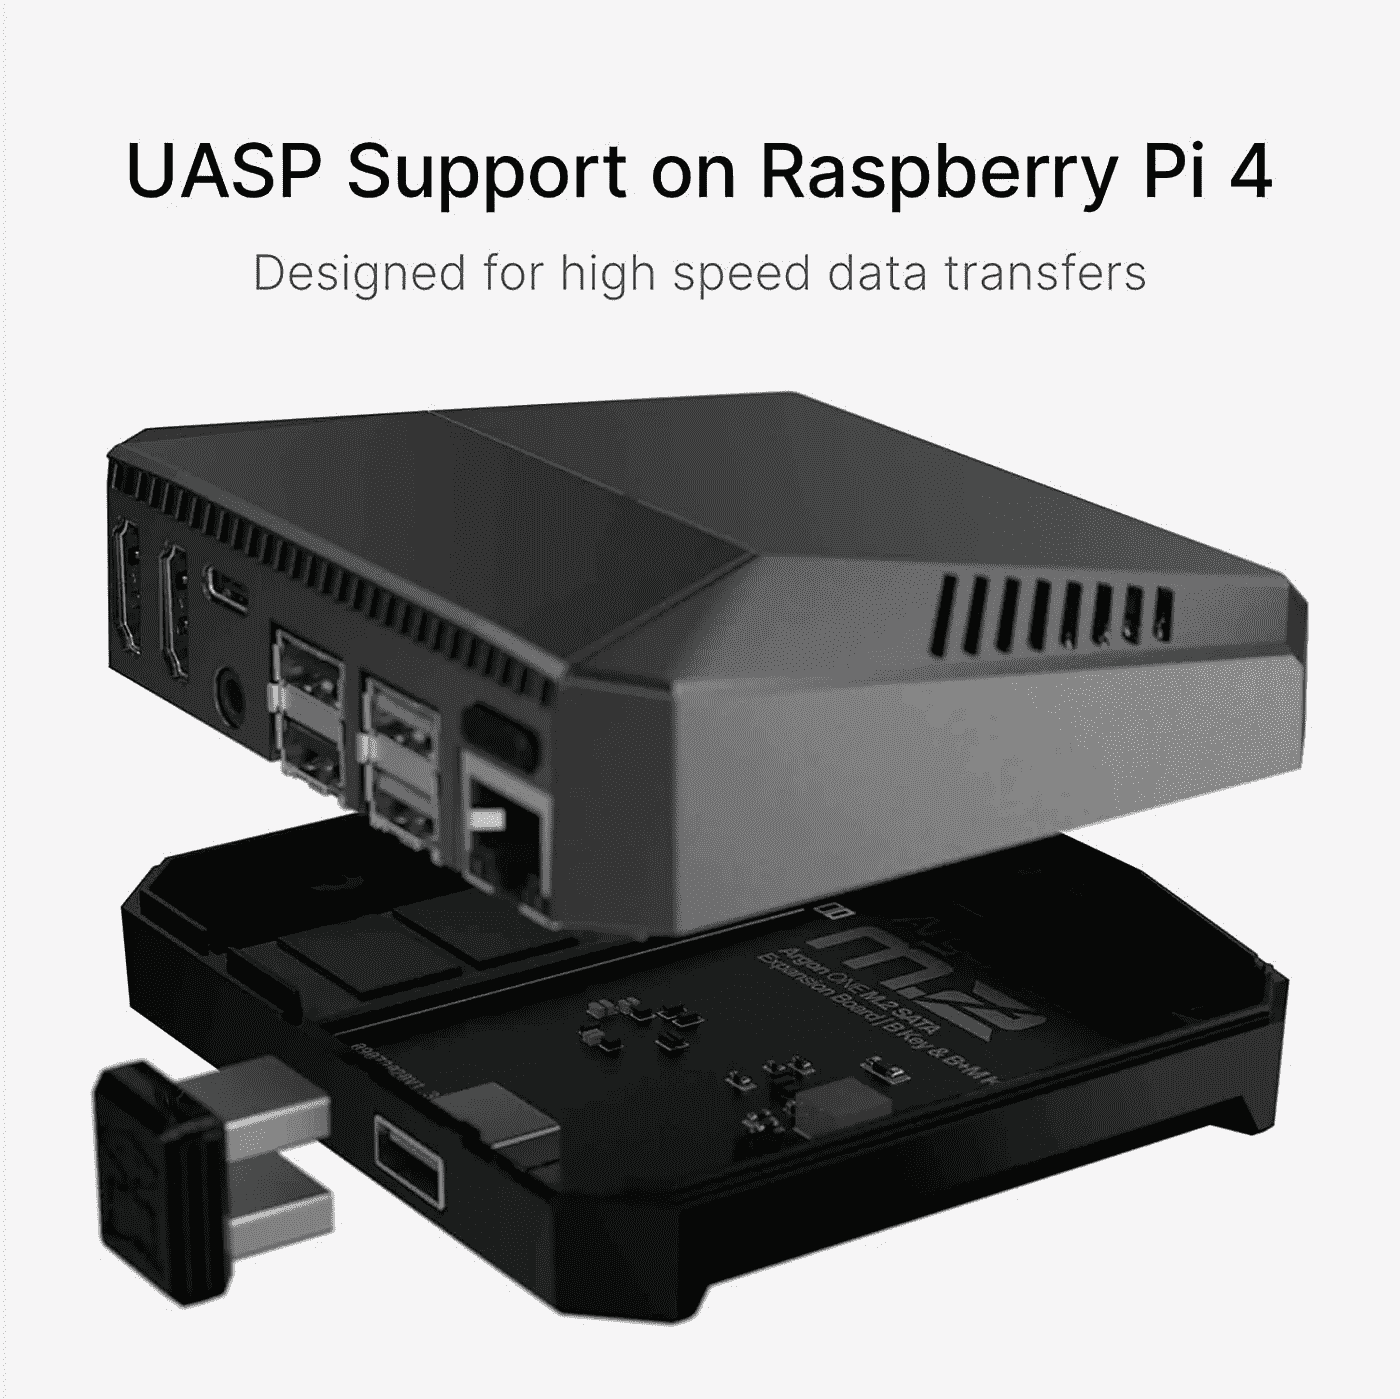 UASP Support on Raspberry Pi 4
Designed for high speed data transfers
m.2
Argon ONE M.2 SATA
Expansion Board | B Key & B+M K